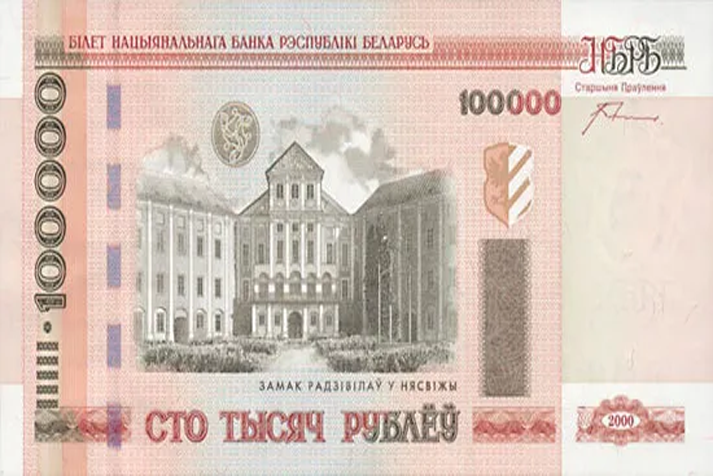 БІЛЕТ НАЦЫЯНАЛЬНАГА БАНКА РЭСПУБЛІКІ БЕЛАРУСЬ
НБРБ
Старшыня Праўлення
100000
100000
ЗАМАК РАДЗІВІЛАЎ У НЯСВІЖЫ
СТО ТЫСЯЧ РУБЛЁЎ
2000